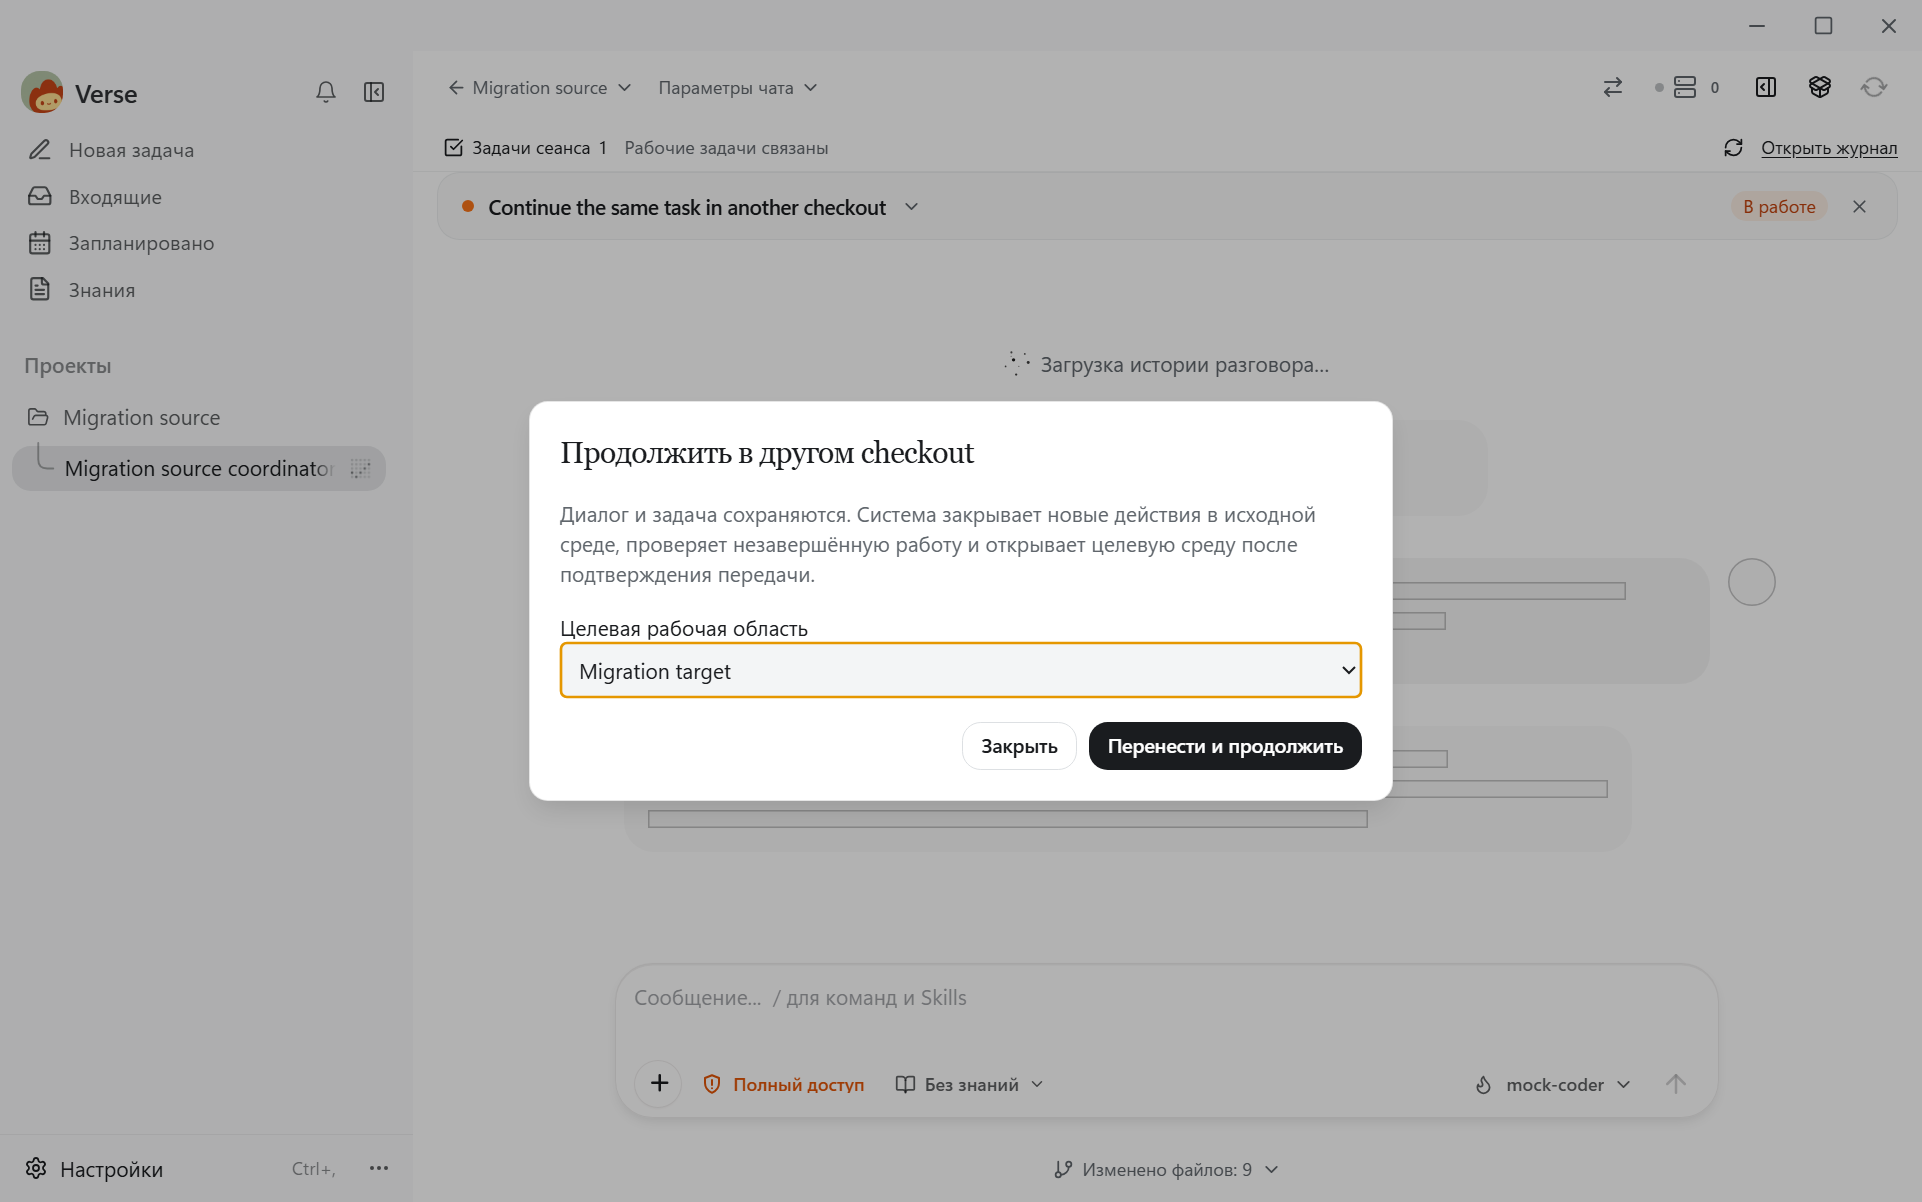 Verse
Новая задача
Входящие
Запланировано
Знания
Проекты
Migration source
Migration source coordinator
Настройки
Ctrl+,
Migration source
Параметры чата
0
Задачи сеанса 1
Рабочие задачи связаны
Открыть журнал
Continue the same task in another checkout
В работе
Загрузка истории разговора...
Продолжить в другом checkout
Диалог и задача сохраняются. Система закрывает новые действия в исходной
среде, проверяет незавершённую работу и открывает целевую среду после
подтверждения передачи.
Целевая рабочая область
Migration target
Закрыть
Перенести и продолжить
Сообщение... / для команд и Skills
Полный доступ
Без знаний
mock-coder
Изменено файлов: 9